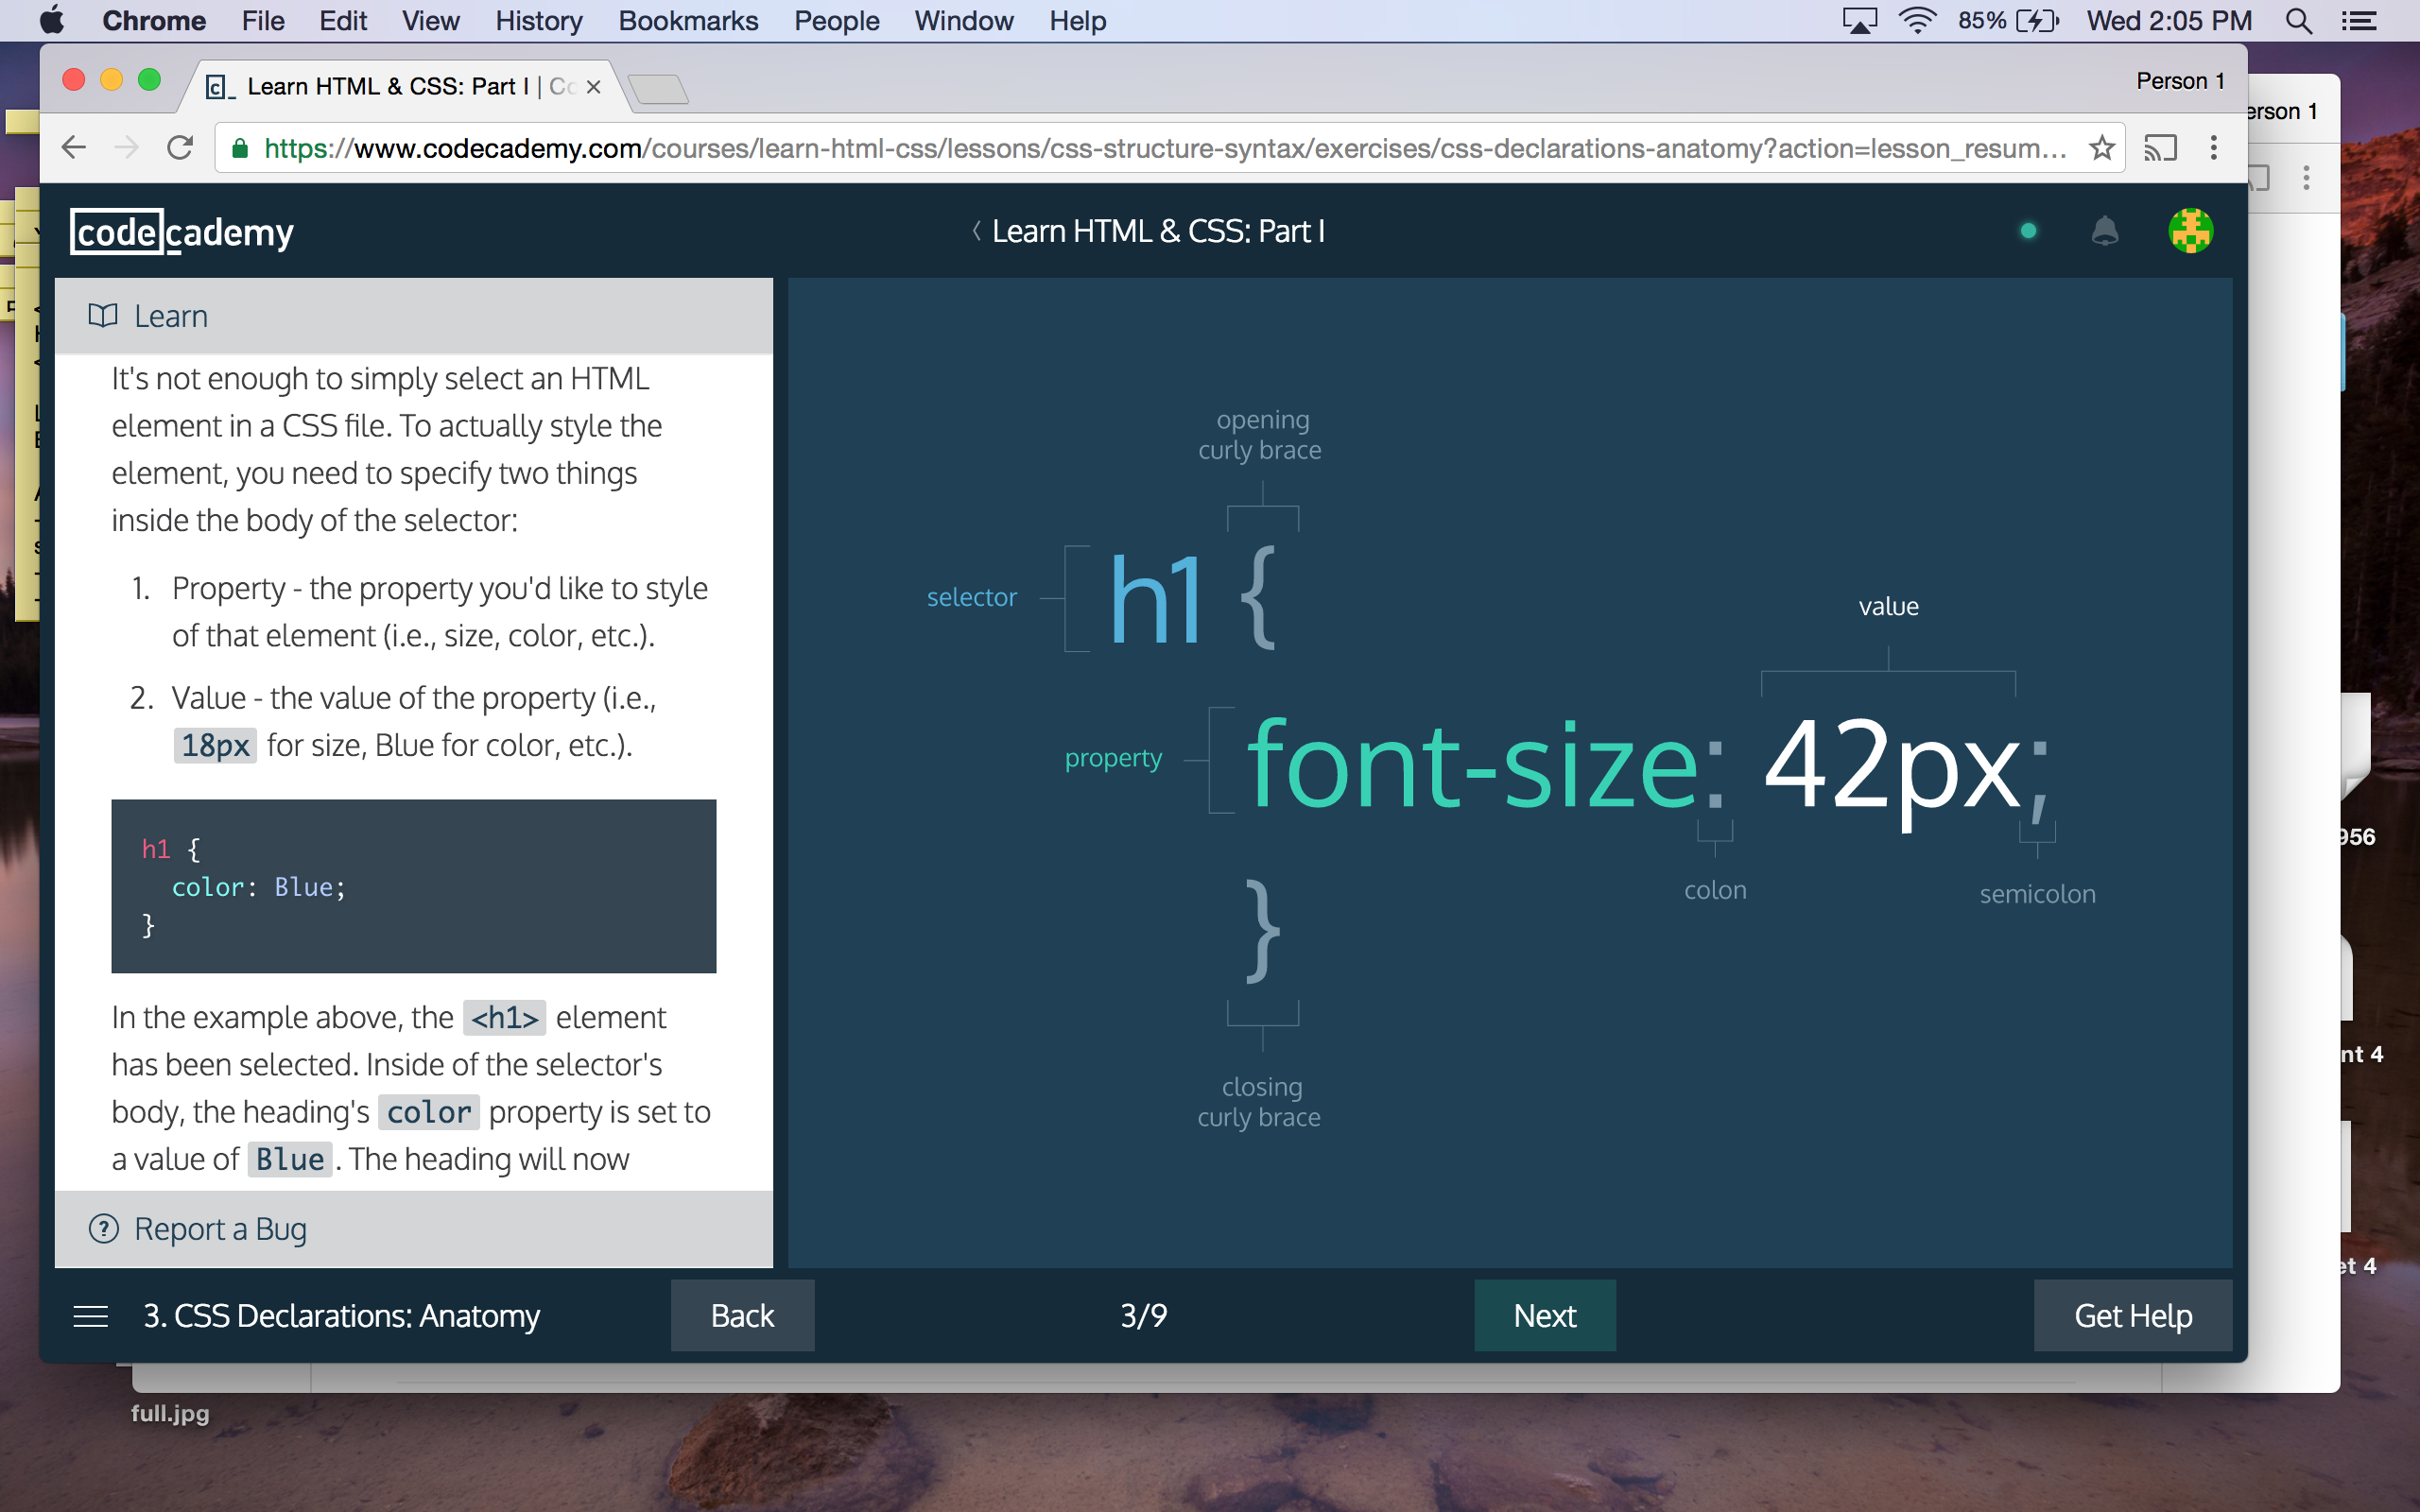 Chrome File Edit View History Bookmarks People Window Help 85% Wed 2:05 PM
Learn HTML & CSS: Part I | Co
Person 1
erson 1
https://www.codecademy.com/courses/learn-html-css/lessons/css-structure-syntax/exercises/css-declarations-anatomy?action=lesson_resum...
codecademy
Learn HTML & CSS: Part I
Learn
It's not enough to simply select an HTML
element in a CSS file. To actually style the
element, you need to specify two things
inside the body of the selector:
1. Property - the property you'd like to style
of that element (i.e., size, color, etc.).
2. Value - the value of the property (i.e.,
18px for size, Blue for color, etc.).
h1 {
color: Blue;
}
In the example above, the <h1> element
has been selected. Inside of the selector's
body, the heading's color property is set to
a value of Blue. The heading will now
Report a Bug
opening
curly brace
selector
h1 {
value
property
font-size: 42px;
colon
semicolon
}
closing
curly brace
3. CSS Declarations: Anatomy
Back
3/9
Next
Get Help
956
nt 4
et 4
full.jpg